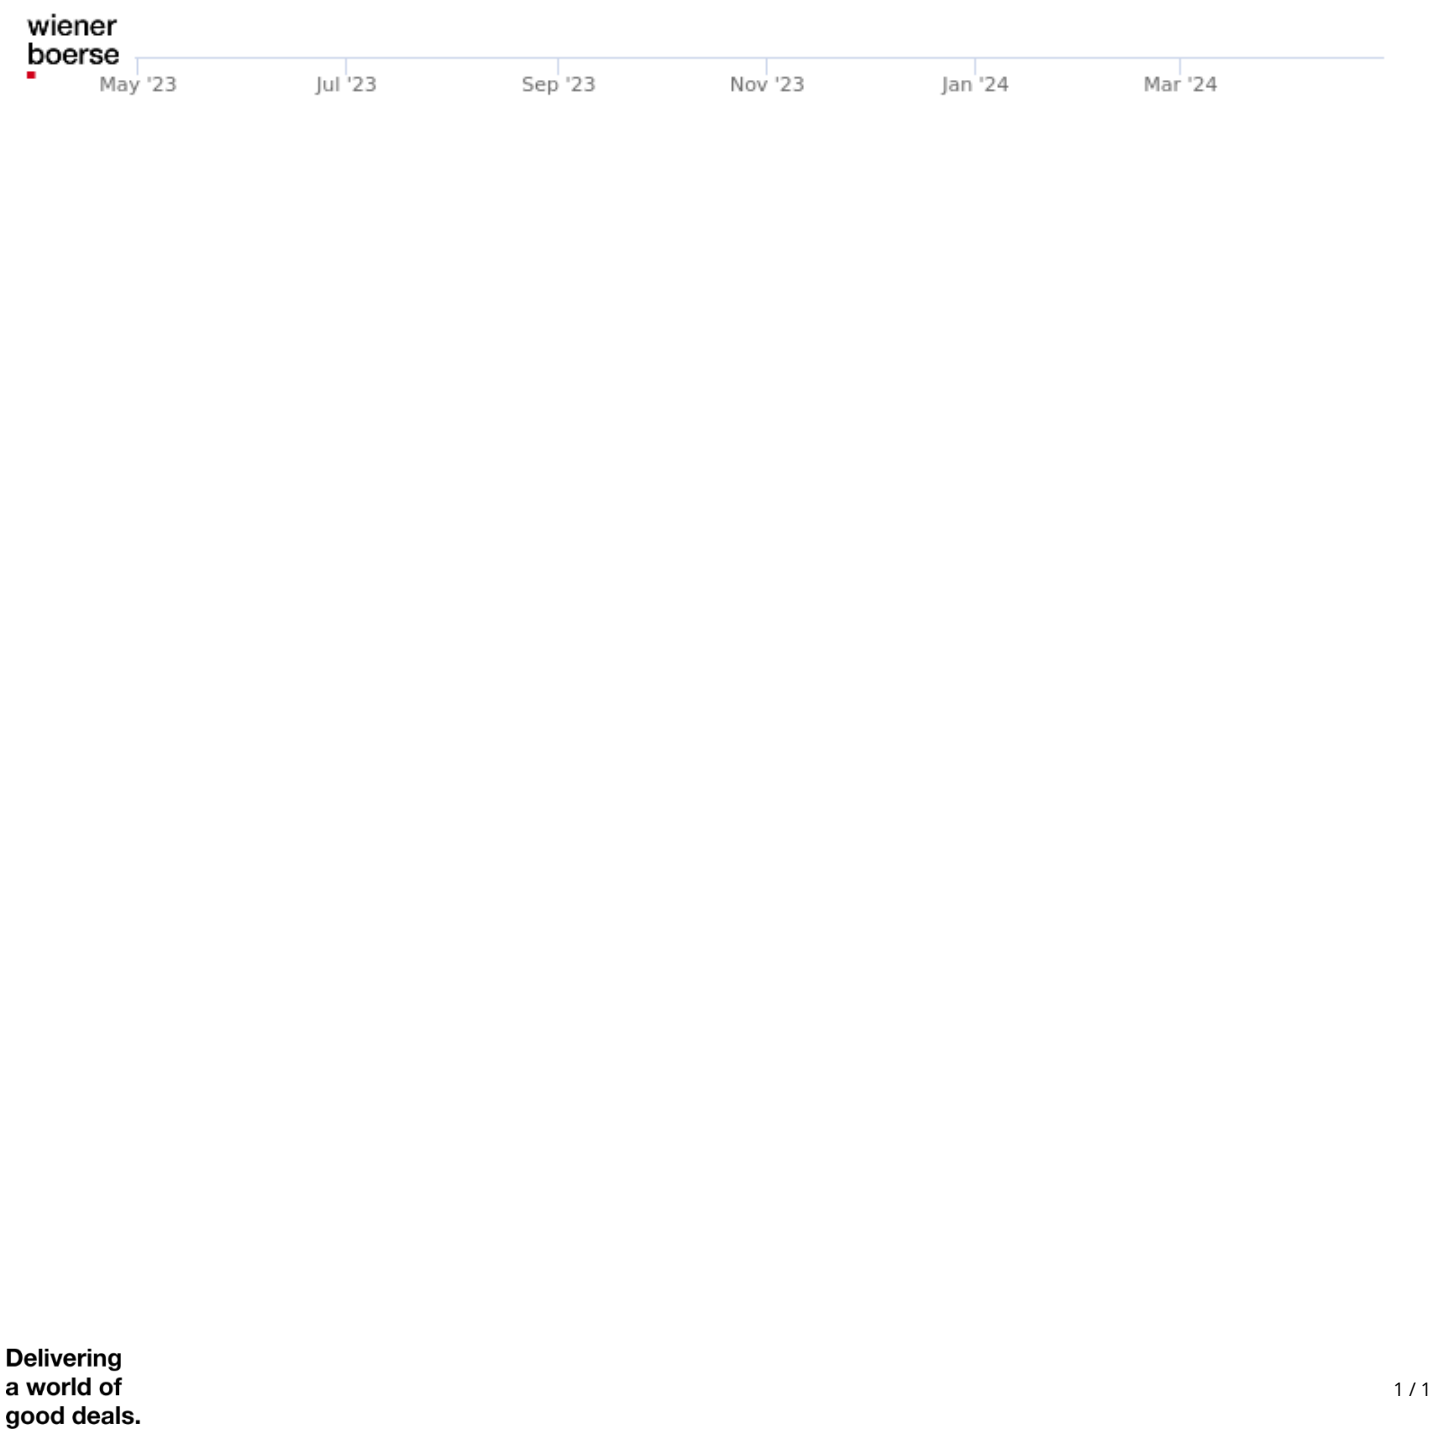 wiener
boerse
May '23 Jul '23 Sep '23 Nov '23 Jan '24 Mar '24
Delivering
a world of
good deals.
1 / 1